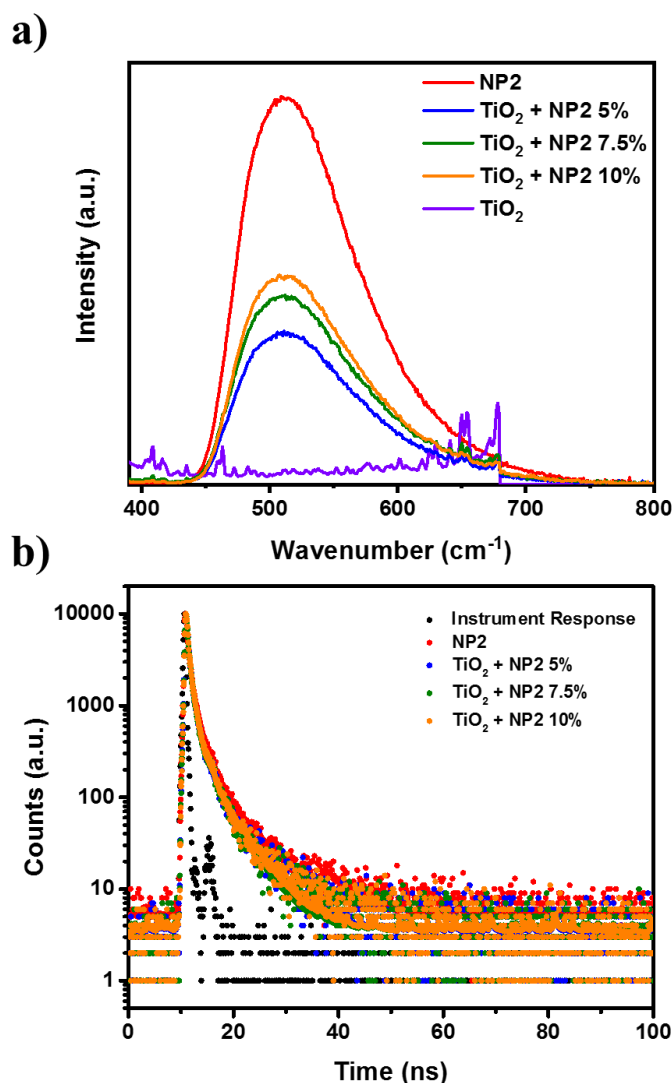 a)
NP2
TiO₂ + NP2 5%
TiO₂ + NP2 7.5%
TiO₂ + NP2 10%
TiO₂
Intensity (a.u.)
400 500 600 700 800
Wavenumber (cm⁻¹)
b)
10000
1000
100
10
1
Instrument Response
NP2
TiO₂ + NP2 5%
TiO₂ + NP2 7.5%
TiO₂ + NP2 10%
Counts (a.u.)
0 20 40 60 80 100
Time (ns)